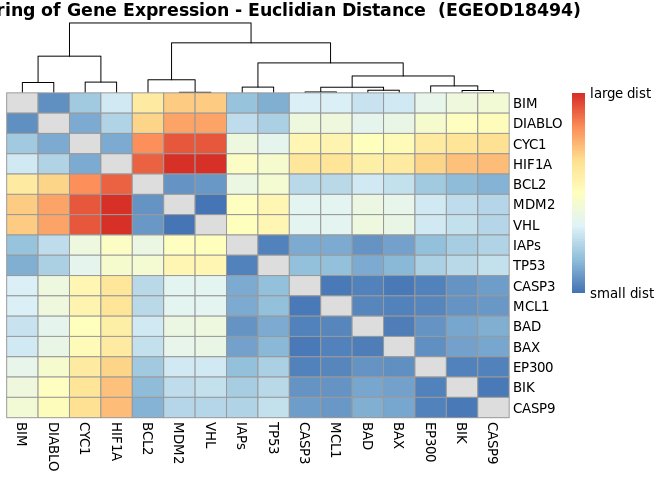 ring of Gene Expression - Euclidian Distance (EGEOD18494)
large dist
small dist
BIM
DIABLO
CYC1
HIF1A
BCL2
MDM2
VHL
IAPs
TP53
CASP3
MCL1
BAD
BAX
EP300
BIK
CASP9
BIM
DIABLO
CYC1
HIF1A
BCL2
MDM2
VHL
IAPs
TP53
CASP3
MCL1
BAD
BAX
EP300
BIK
CASP9